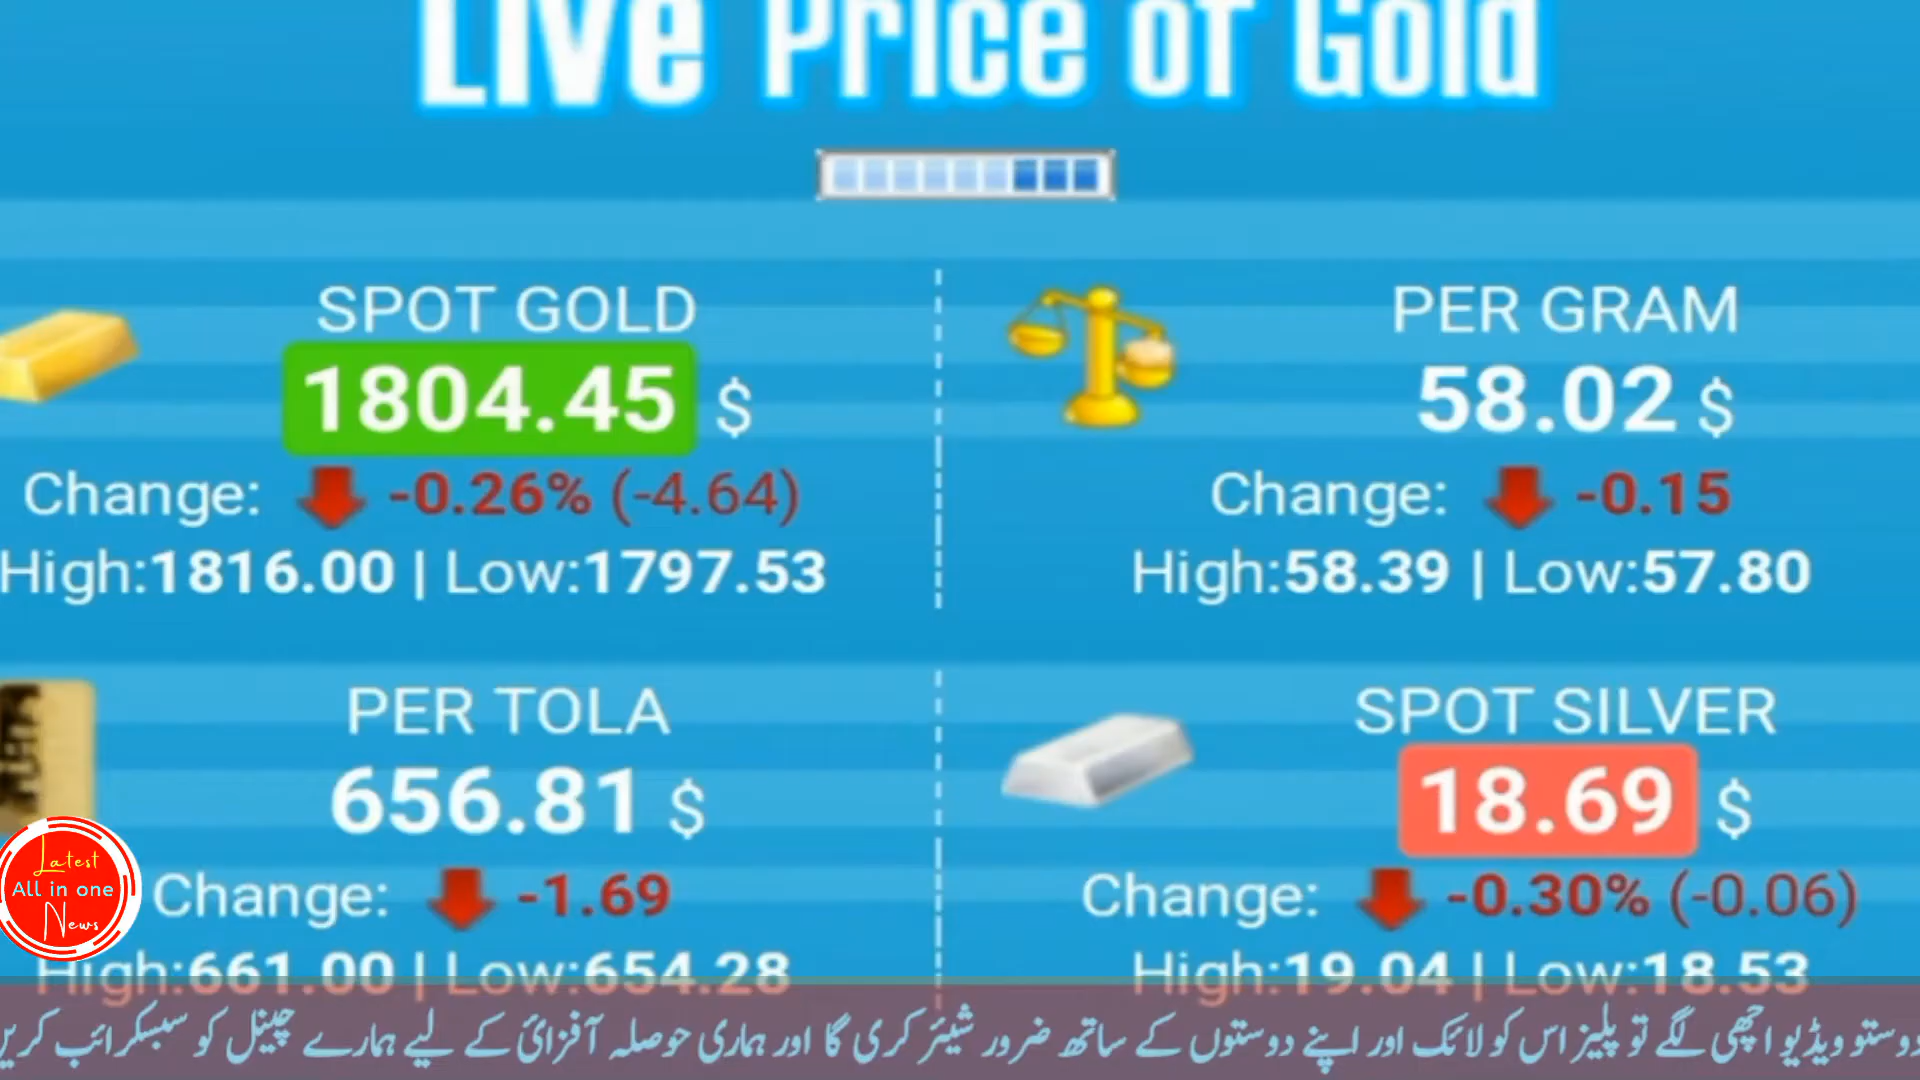 Live Price of Gold
SPOT GOLD
1804.45 $
Change: -0.26% (-4.64)
High:1816.00 | Low:1797.53
PER GRAM
58.02 $
Change: -0.15
High:58.39 | Low:57.80
PER TOLA
656.81 $
Change: -1.69
High:661.00 | Low:654.28
SPOT SILVER
18.69 $
Change: -0.30% (-0.06)
High:19.04 | Low:18.53
Latest
All in one
News
دوستو ویڈیو اچھی لگے تو پلیز اس کو لائک اور اپنے دوستوں کے ساتھ ضرور شیئر کری گا اور ہماری حوصلہ آفزائ کے لیے ہمارے چینل کو سبسکرائب کریں